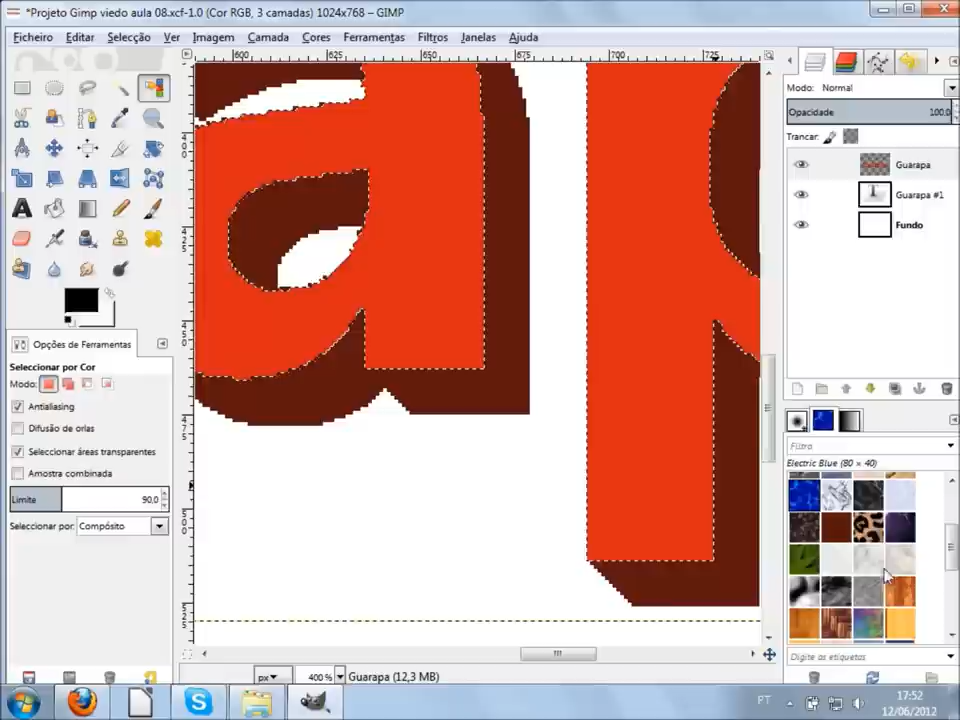 *Projeto Gimp viedo aula 08.xcf-1.0 (Cor RGB, 3 camadas) 1024x768 – GIMP
Ficheiro Editar Selecção Ver Imagem Camada Cores Ferramentas Filtros Janelas Ajuda
600 625 650 675 700 725
Modo: Normal
Opacidade 100,0
Trancar:
Guarapa
Guarapa #1
Fundo
Opções de Ferramentas
Seleccionar por Cor
Modo:
Antialiasing
Difusão de orlas
Seleccionar áreas transparentes
Amostra combinada
Limite 90,0
Seleccionar por: Compósito
Filtro
Electric Blue (80 × 40)
Digite as etiquetas
px 400 % Guarapa (12,3 MB)
PT
17:52
12/06/2012